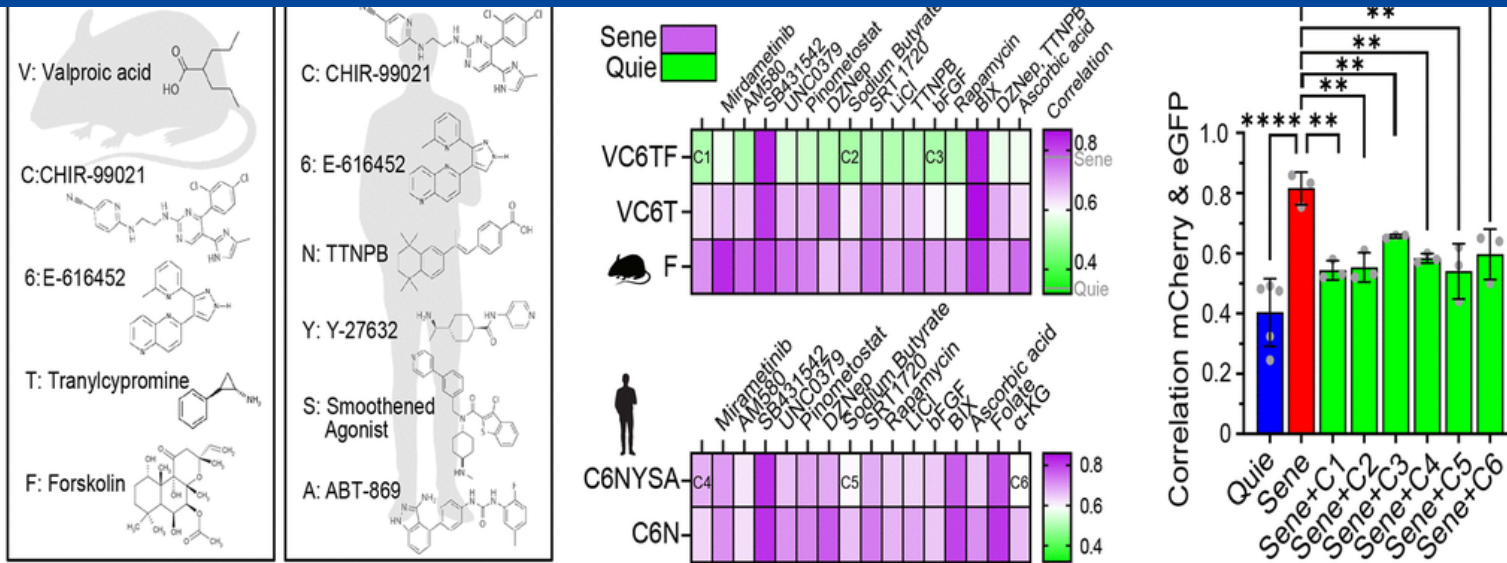 V: Valproic acid
C:CHIR-99021
6:E-616452
T: Tranylcypromine
F: Forskolin
C: CHIR-99021
6: E-616452
N: TTNPB
Y: Y-27632
S: Smoothened
Agonist
A: ABT-869
Sene
Quie
Mirdametinib
AM580
SB431542
UNC0379
Pinometostat
DZNep
Sodium Butyrate
SRT1720
LiCl
TTNPB
bFGF
Rapamycin
BIX
DZNep, TTNPB
Ascorbic acid
Correlation
VC6TF
C1
C2
C3
VC6T
F
0.8
Sene
0.6
0.4
Quie
Mirametinib
AM580
SB431542
UNC0379
Pinometostat
DZNep
Sodium Butyrate
SRT1720
Rapamycin
LiCl
bFGF
BIX
Ascorbic acid
Folate
α-KG
C6NYSA
C4
C5
C6
C6N
0.8
0.6
0.4
Correlation mCherry & eGFP
1.0
0.8
0.6
0.4
0.2
0
**
**
**
**
**** **
Quie
Sene
Sene+C1
Sene+C2
Sene+C3
Sene+C4
Sene+C5
Sene+C6